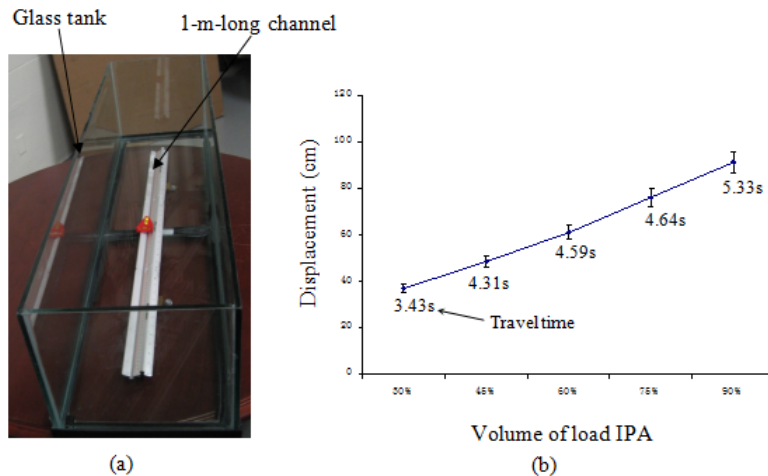 Glass tank
1-m-long channel
120
100
80
60
40
20
0
Displacement (cm)
3.43s
4.31s
4.59s
4.64s
5.33s
Travel time
30%
45%
60%
75%
90%
Volume of load IPA
(a)
(b)